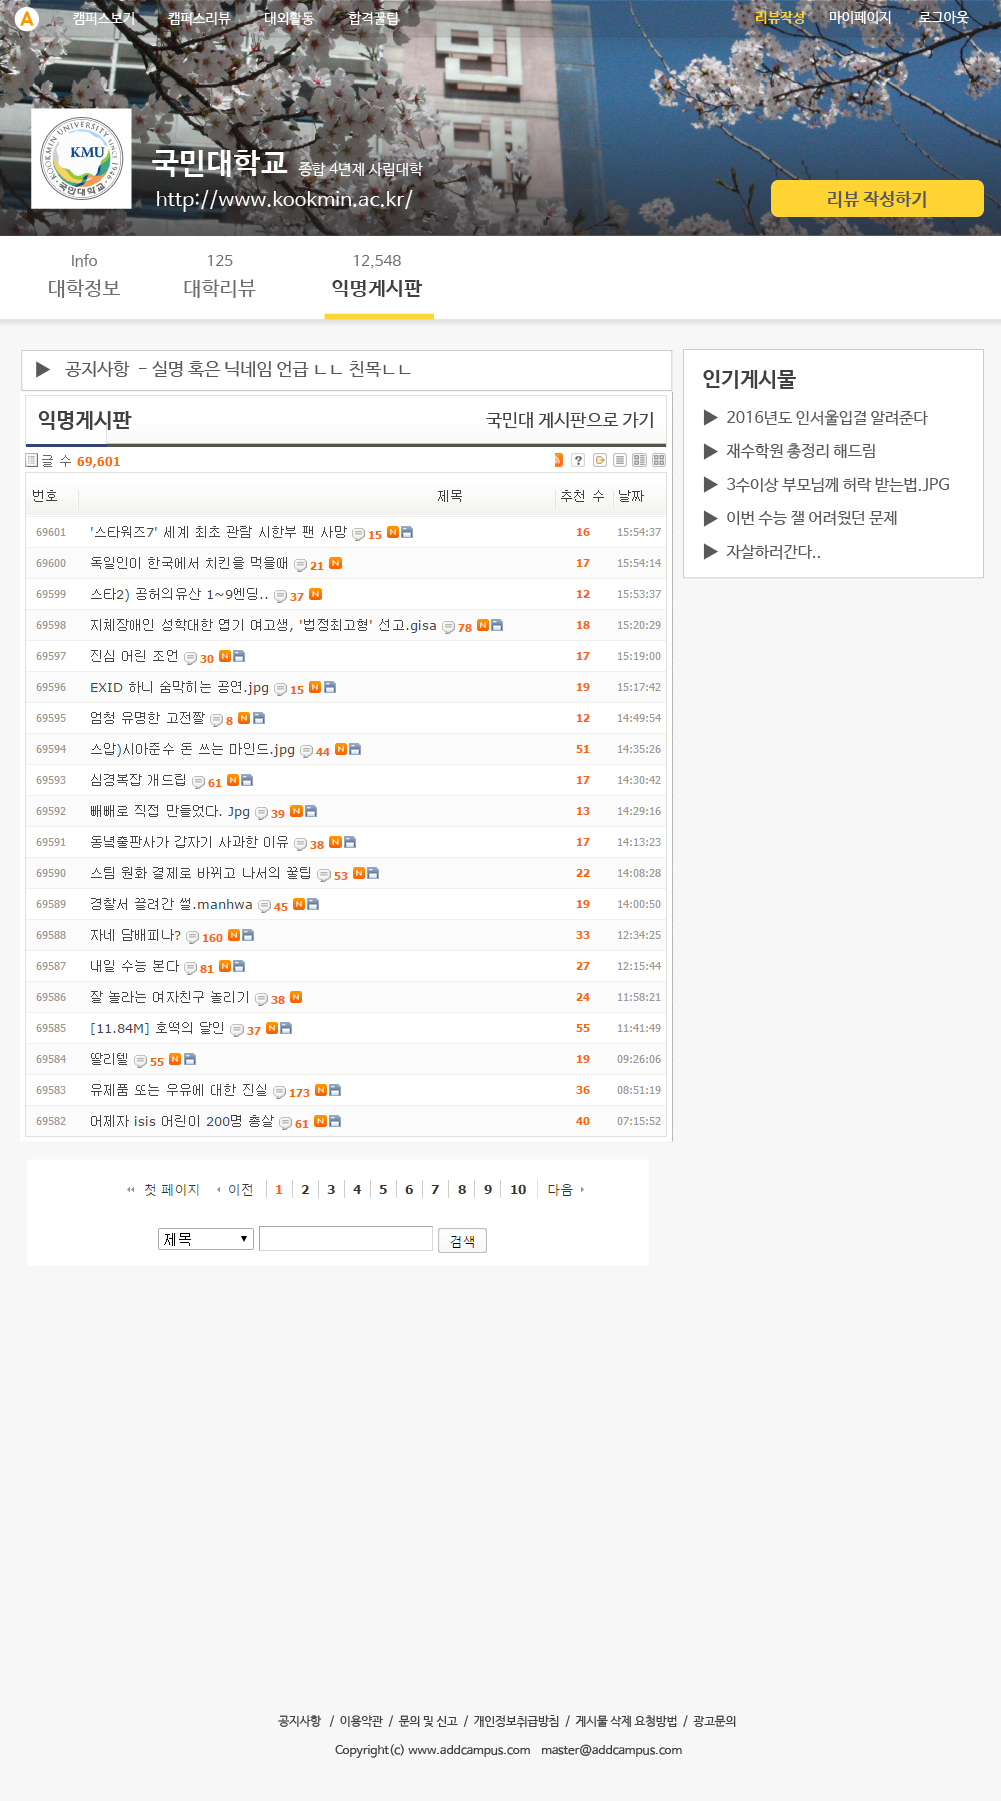 A 캠퍼스보기 캠퍼스리뷰 대외활동 합격꿀팁 리뷰작성 마이페이지 로그아웃
KOOKMIN UNIVERSITY SINCE 1946
KMU
국민대학교
국민대학교 종합 4년제 사립대학
http://www.kookmin.ac.kr/
리뷰 작성하기
Info 125 12,548
대학정보 대학리뷰 익명게시판
▶ 공지사항 - 실명 혹은 닉네임 언급 ㄴㄴ 친목ㄴㄴ
익명게시판 국민대 게시판으로 가기
글 수 69,601
번호 제목 추천 수 날짜
69601 '스타워즈7' 세계 최초 관람 시한부 팬 사망 15 N 16 15:54:37
69600 독일인이 한국에서 치킨을 먹을때 21 N 17 15:54:14
69599 스타2) 공허의유산 1~9엔딩.. 37 N 12 15:53:37
69598 지체장애인 성학대한 엽기 여고생, '법정최고형' 선고.gisa 78 N 18 15:20:29
69597 진심 어린 조언 30 N 17 15:19:00
69596 EXID 하니 숨막히는 공연.jpg 15 N 19 15:17:42
69595 엄청 유명한 고전짤 8 N 12 14:49:54
69594 스압)시아준수 돈 쓰는 마인드.jpg 44 N 51 14:35:26
69593 심경복잡 개드립 61 N 17 14:30:42
69592 빼빼로 직접 만들었다. Jpg 39 N 13 14:29:16
69591 동녘출판사가 갑자기 사과한 이유 38 N 17 14:13:23
69590 스팀 원화 결제로 바뀌고 나서의 꿀팁 53 N 22 14:08:28
69589 경찰서 끌려간 썰.manhwa 45 N 19 14:00:50
69588 자네 담배피나? 160 N 33 12:34:25
69587 내일 수능 본다 81 N 27 12:15:44
69586 잘 놀라는 여자친구 놀리기 38 N 24 11:58:21
69585 [11.84M] 호떡의 달인 37 N 55 11:41:49
69584 딸리텔 55 N 19 09:26:06
69583 유제품 또는 우유에 대한 진실 173 N 36 08:51:19
69582 어제자 isis 어린이 200명 총살 61 N 40 07:15:52
첫 페이지 이전 1 2 3 4 5 6 7 8 9 10 다음
제목 ▼ 검색
인기게시물
▶ 2016년도 인서울입결 알려준다
▶ 재수학원 총정리 해드림
▶ 3수이상 부모님께 허락 받는법.JPG
▶ 이번 수능 잴 어려웠던 문제
▶ 자살하러간다..
공지사항 / 이용약관 / 문의 및 신고 / 개인정보취급방침 / 게시물 삭제 요청방법 / 광고문의
Copyright(c) www.addcampus.com master@addcampus.com